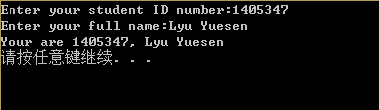 Enter your student ID number:1405347
Enter your full name:Lyu Yuesen
Your are 1405347, Lyu Yuesen
请按任意键继续. . .